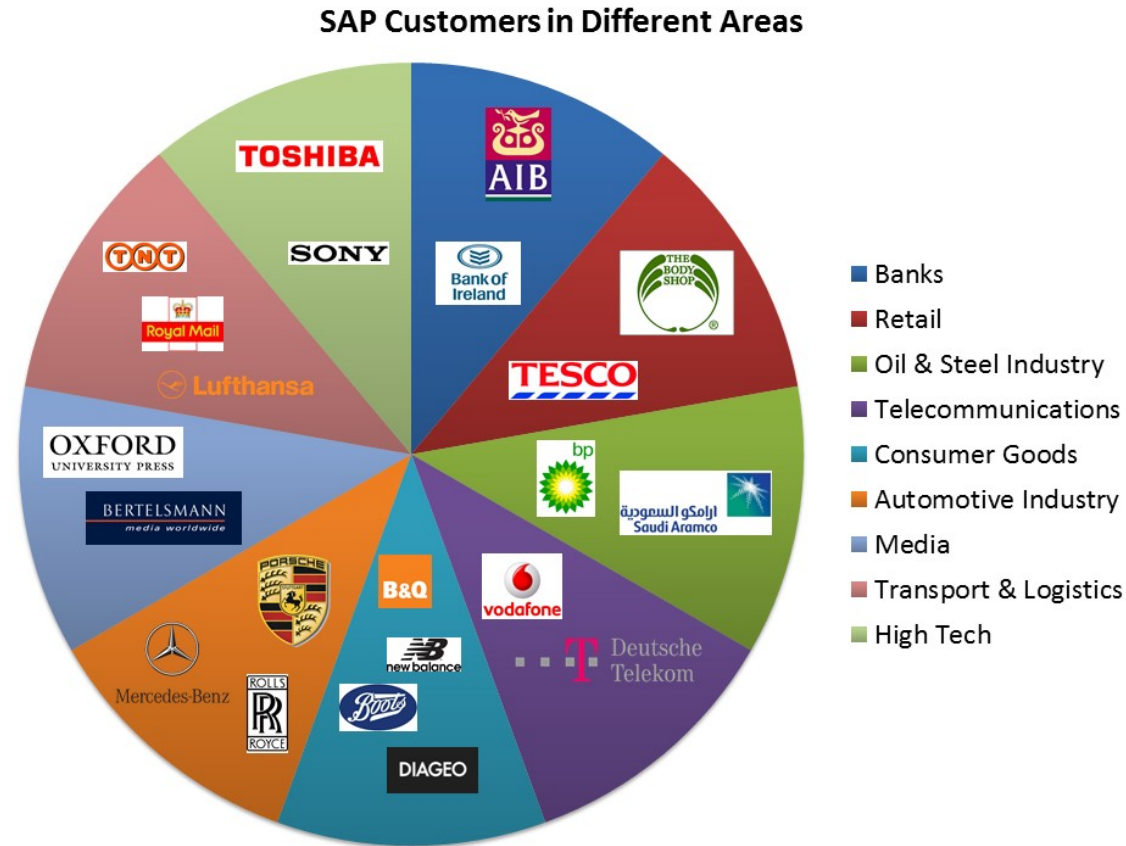 SAP Customers in Different Areas
AIB
Bank of
Ireland
THE
BODY
SHOP
®
TESCO
bp
ارامكو السعودية
Saudi Aramco
vodafone
T
Deutsche
Telekom
B&Q
NB
new balance
Boots
DIAGEO
PORSCHE
Mercedes-Benz
ROLLS
RR
ROYCE
OXFORD
UNIVERSITY PRESS
BERTELSMANN
media worldwide
TNT
Royal Mail
Lufthansa
TOSHIBA
SONY
Banks
Retail
Oil & Steel Industry
Telecommunications
Consumer Goods
Automotive Industry
Media
Transport & Logistics
High Tech